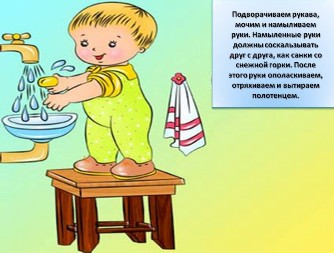 Подворачиваем рукава,
мочим и намыливаем
руки. Намыленные руки
должны соскальзывать
друг с друга, как санки со
снежной горки. После
этого руки ополаскиваем,
отряхиваем и вытираем
полотенцем.